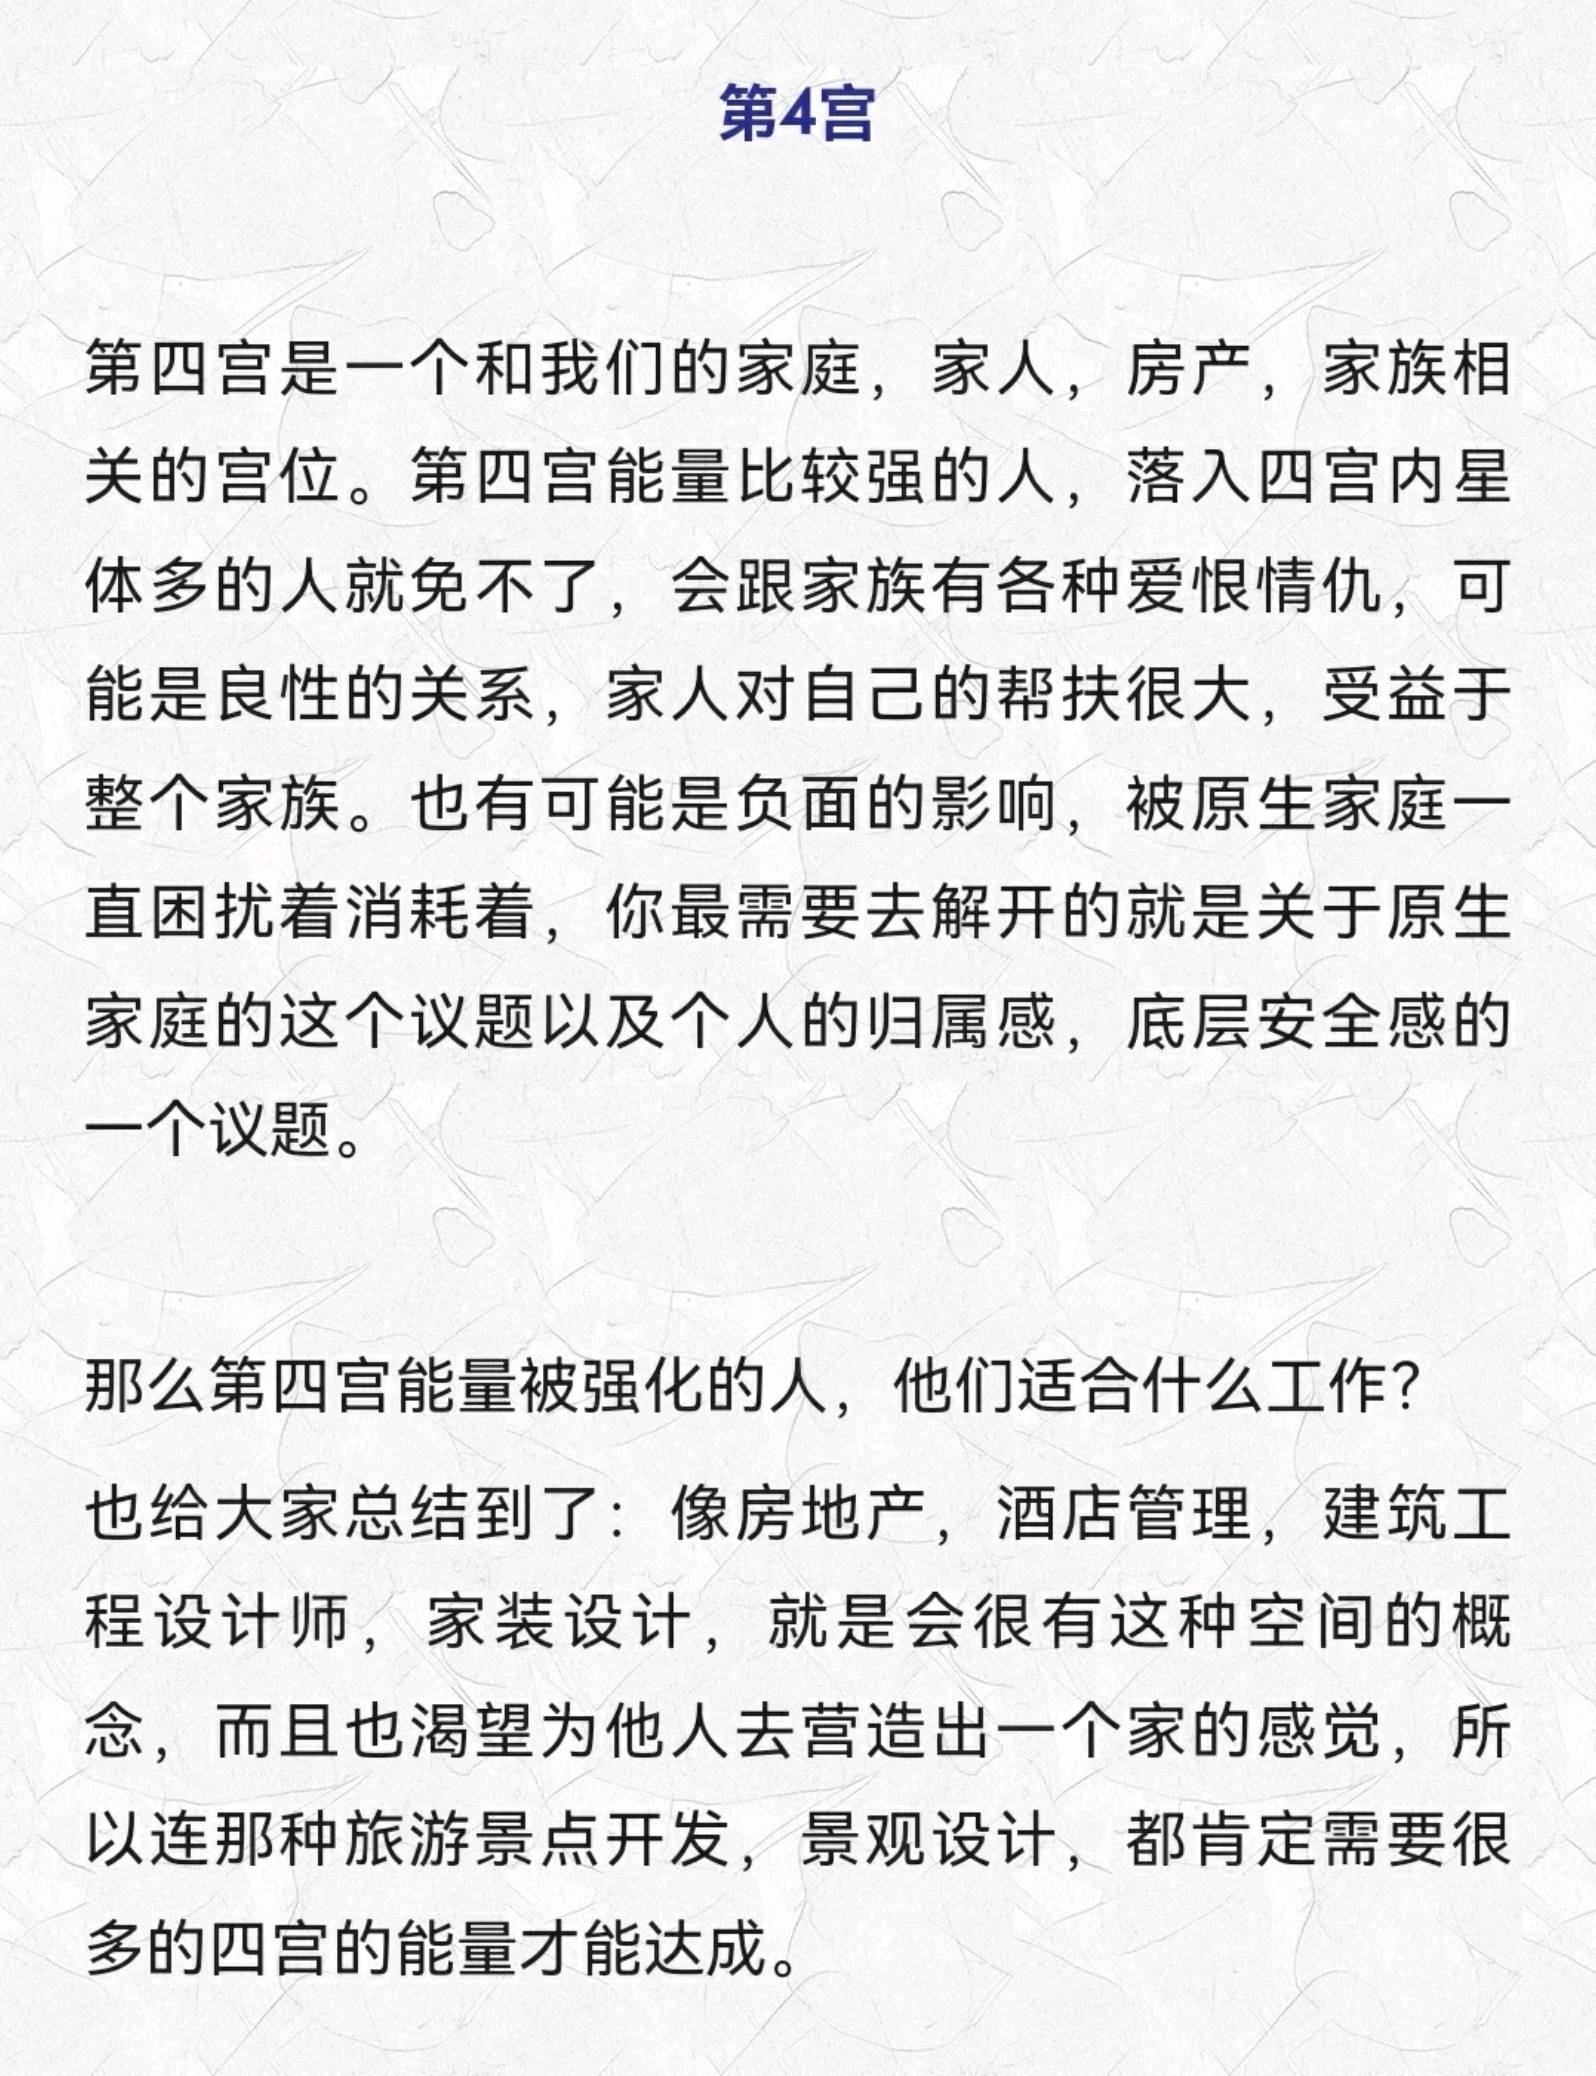 第4宫
第四宫是一个和我们的家庭，家人，房产，家族相
关的宫位。第四宫能量比较强的人，落入四宫内星
体多的人就免不了，会跟家族有各种爱恨情仇，可
能是良性的关系，家人对自己的帮扶很大，受益于
整个家族。也有可能是负面的影响，被原生家庭一
直困扰着消耗着，你最需要去解开的就是关于原生
家庭的这个议题以及个人的归属感，底层安全感的
一个议题。
那么第四宫能量被强化的人，他们适合什么工作？
也给大家总结到了：像房地产，酒店管理，建筑工
程设计师，家装设计，就是会很有这种空间的概
念，而且也渴望为他人去营造出一个家的感觉，所
以连那种旅游景点开发，景观设计，都肯定需要很
多的四宫的能量才能达成。